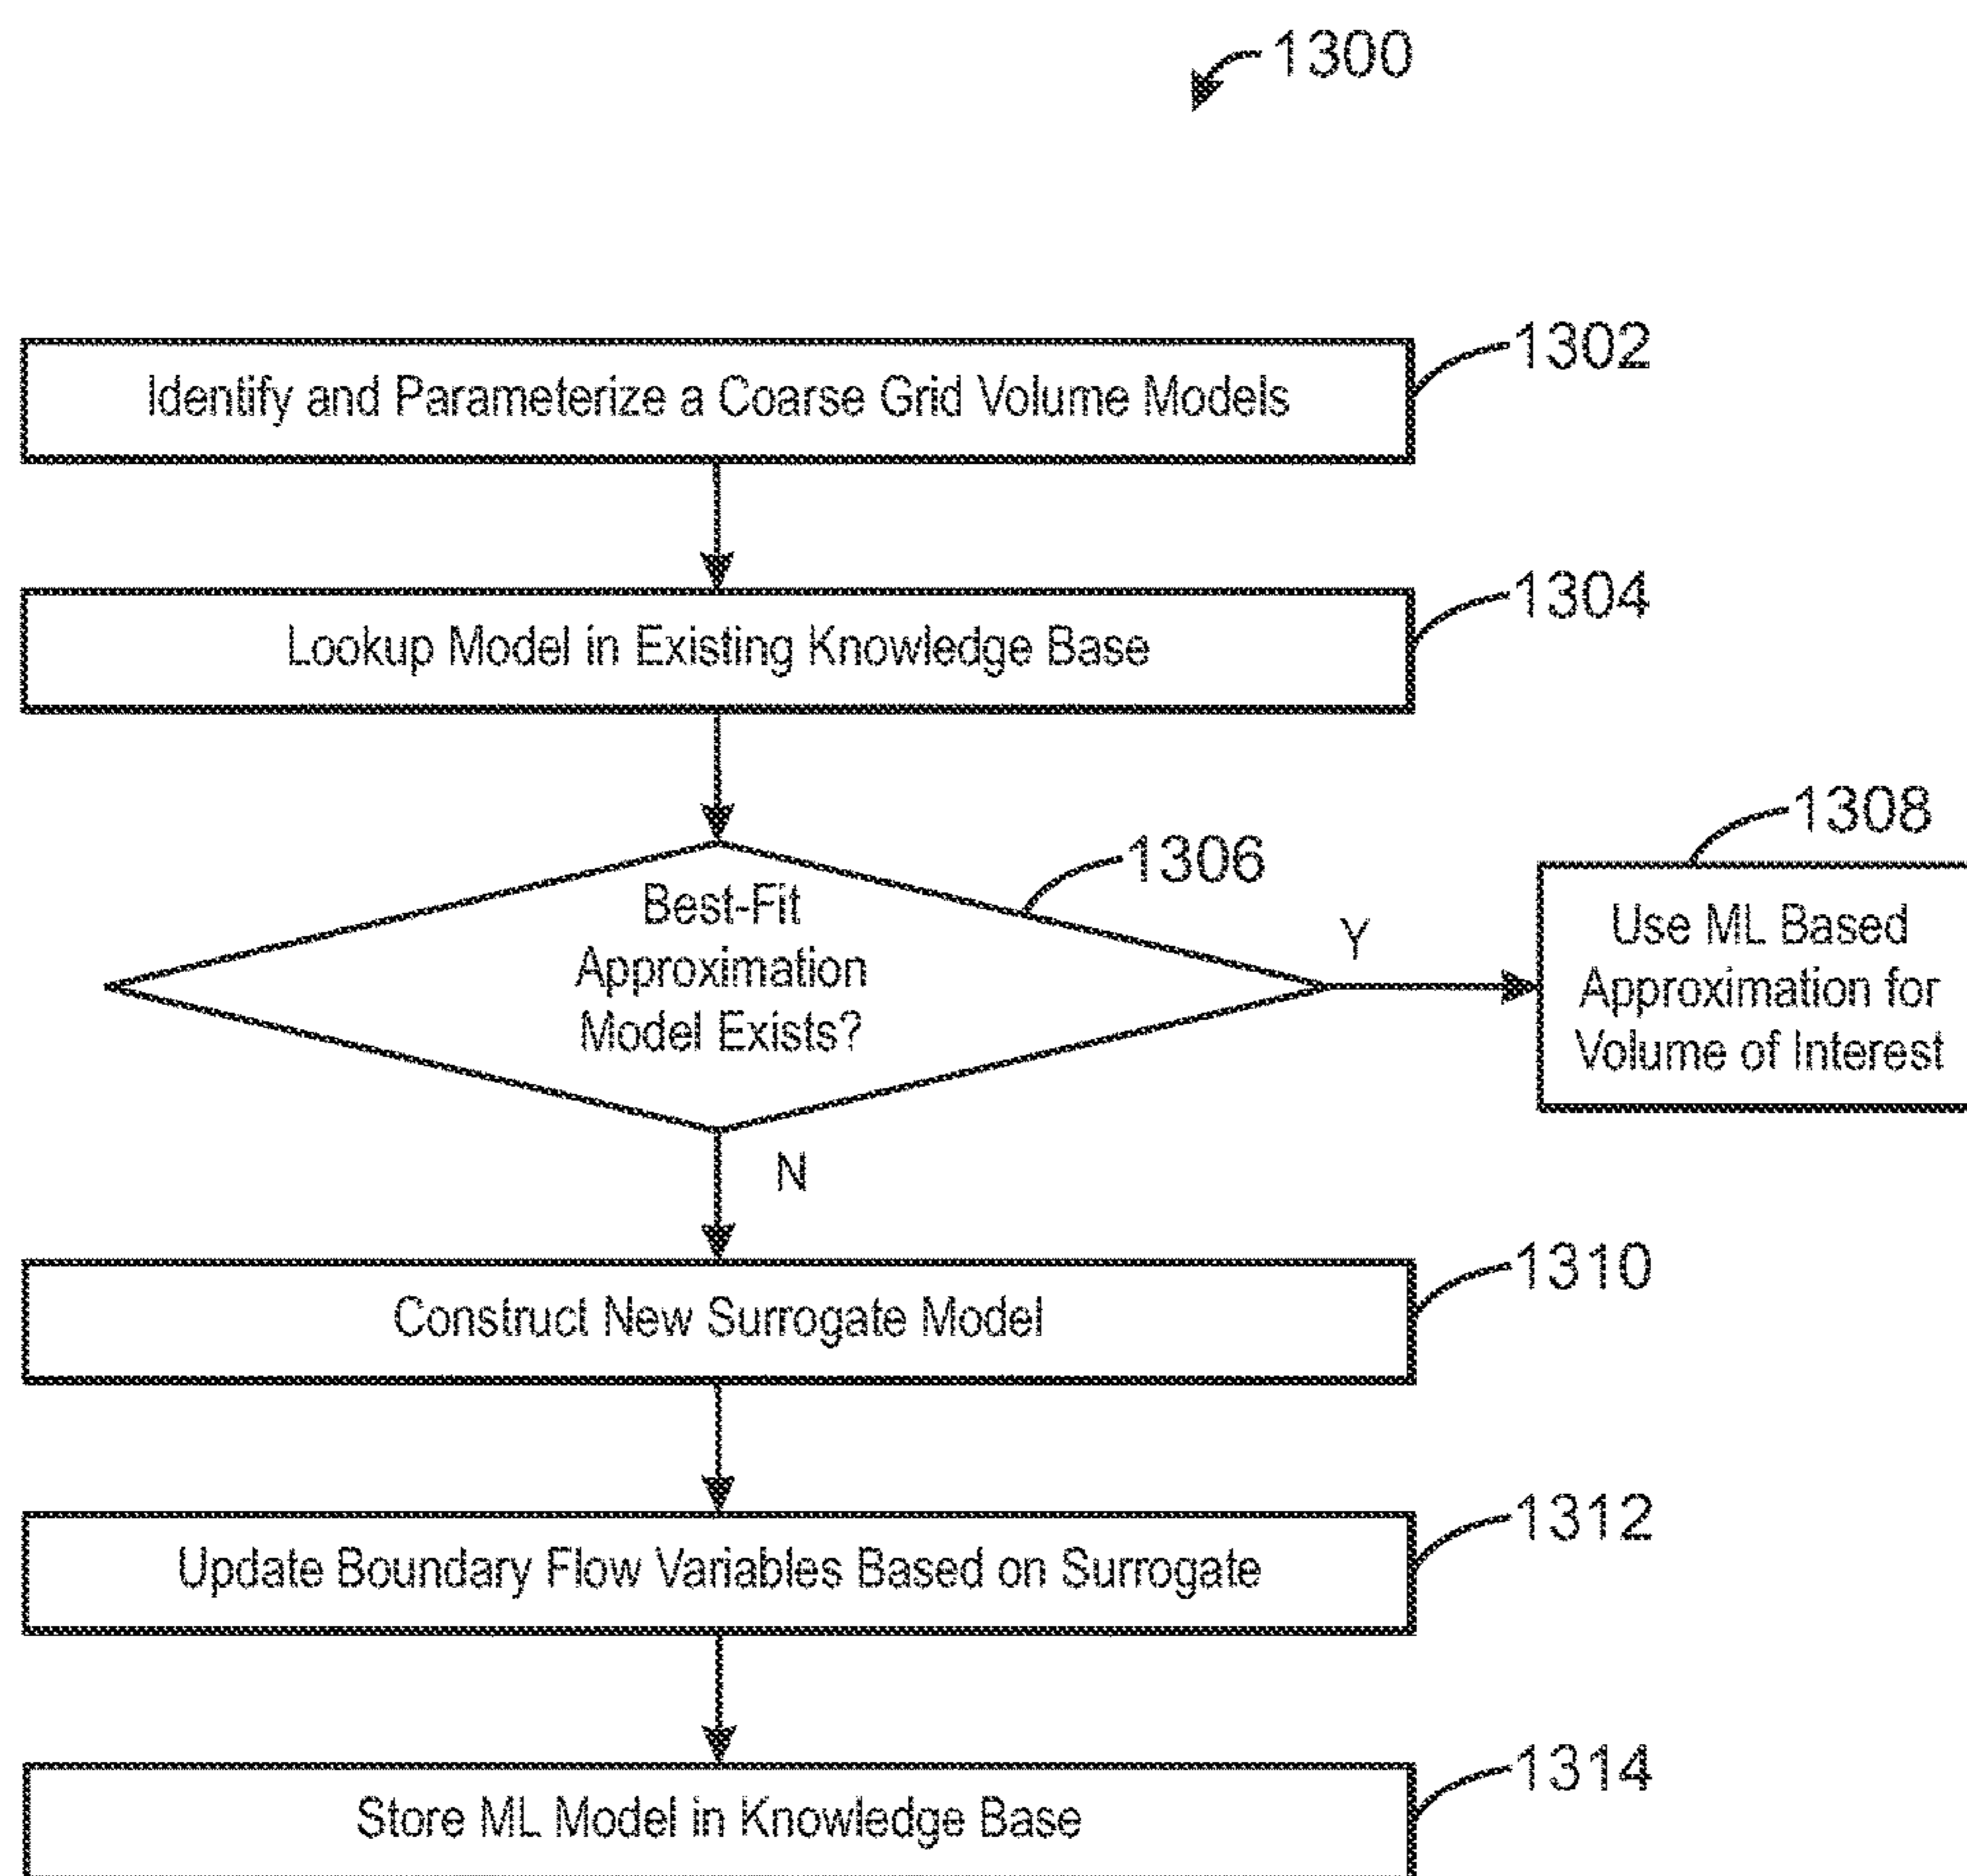 1300
Identify and Parameterize a Coarse Grid Volume Models
1302
Lookup Model in Existing Knowledge Base
1304
Best-Fit
Approximation
Model Exists?
1306
Y
1308
Use ML Based
Approximation for
Volume of Interest
N
Construct New Surrogate Model
1310
Update Boundary Flow Variables Based on Surrogate
1312
Store ML Model in Knowledge Base
1314